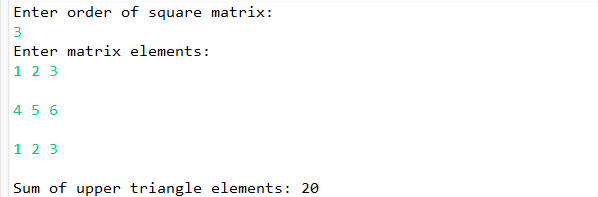 Enter order of square matrix:
3
Enter matrix elements:
1 2 3
4 5 6
1 2 3
Sum of upper triangle elements: 20